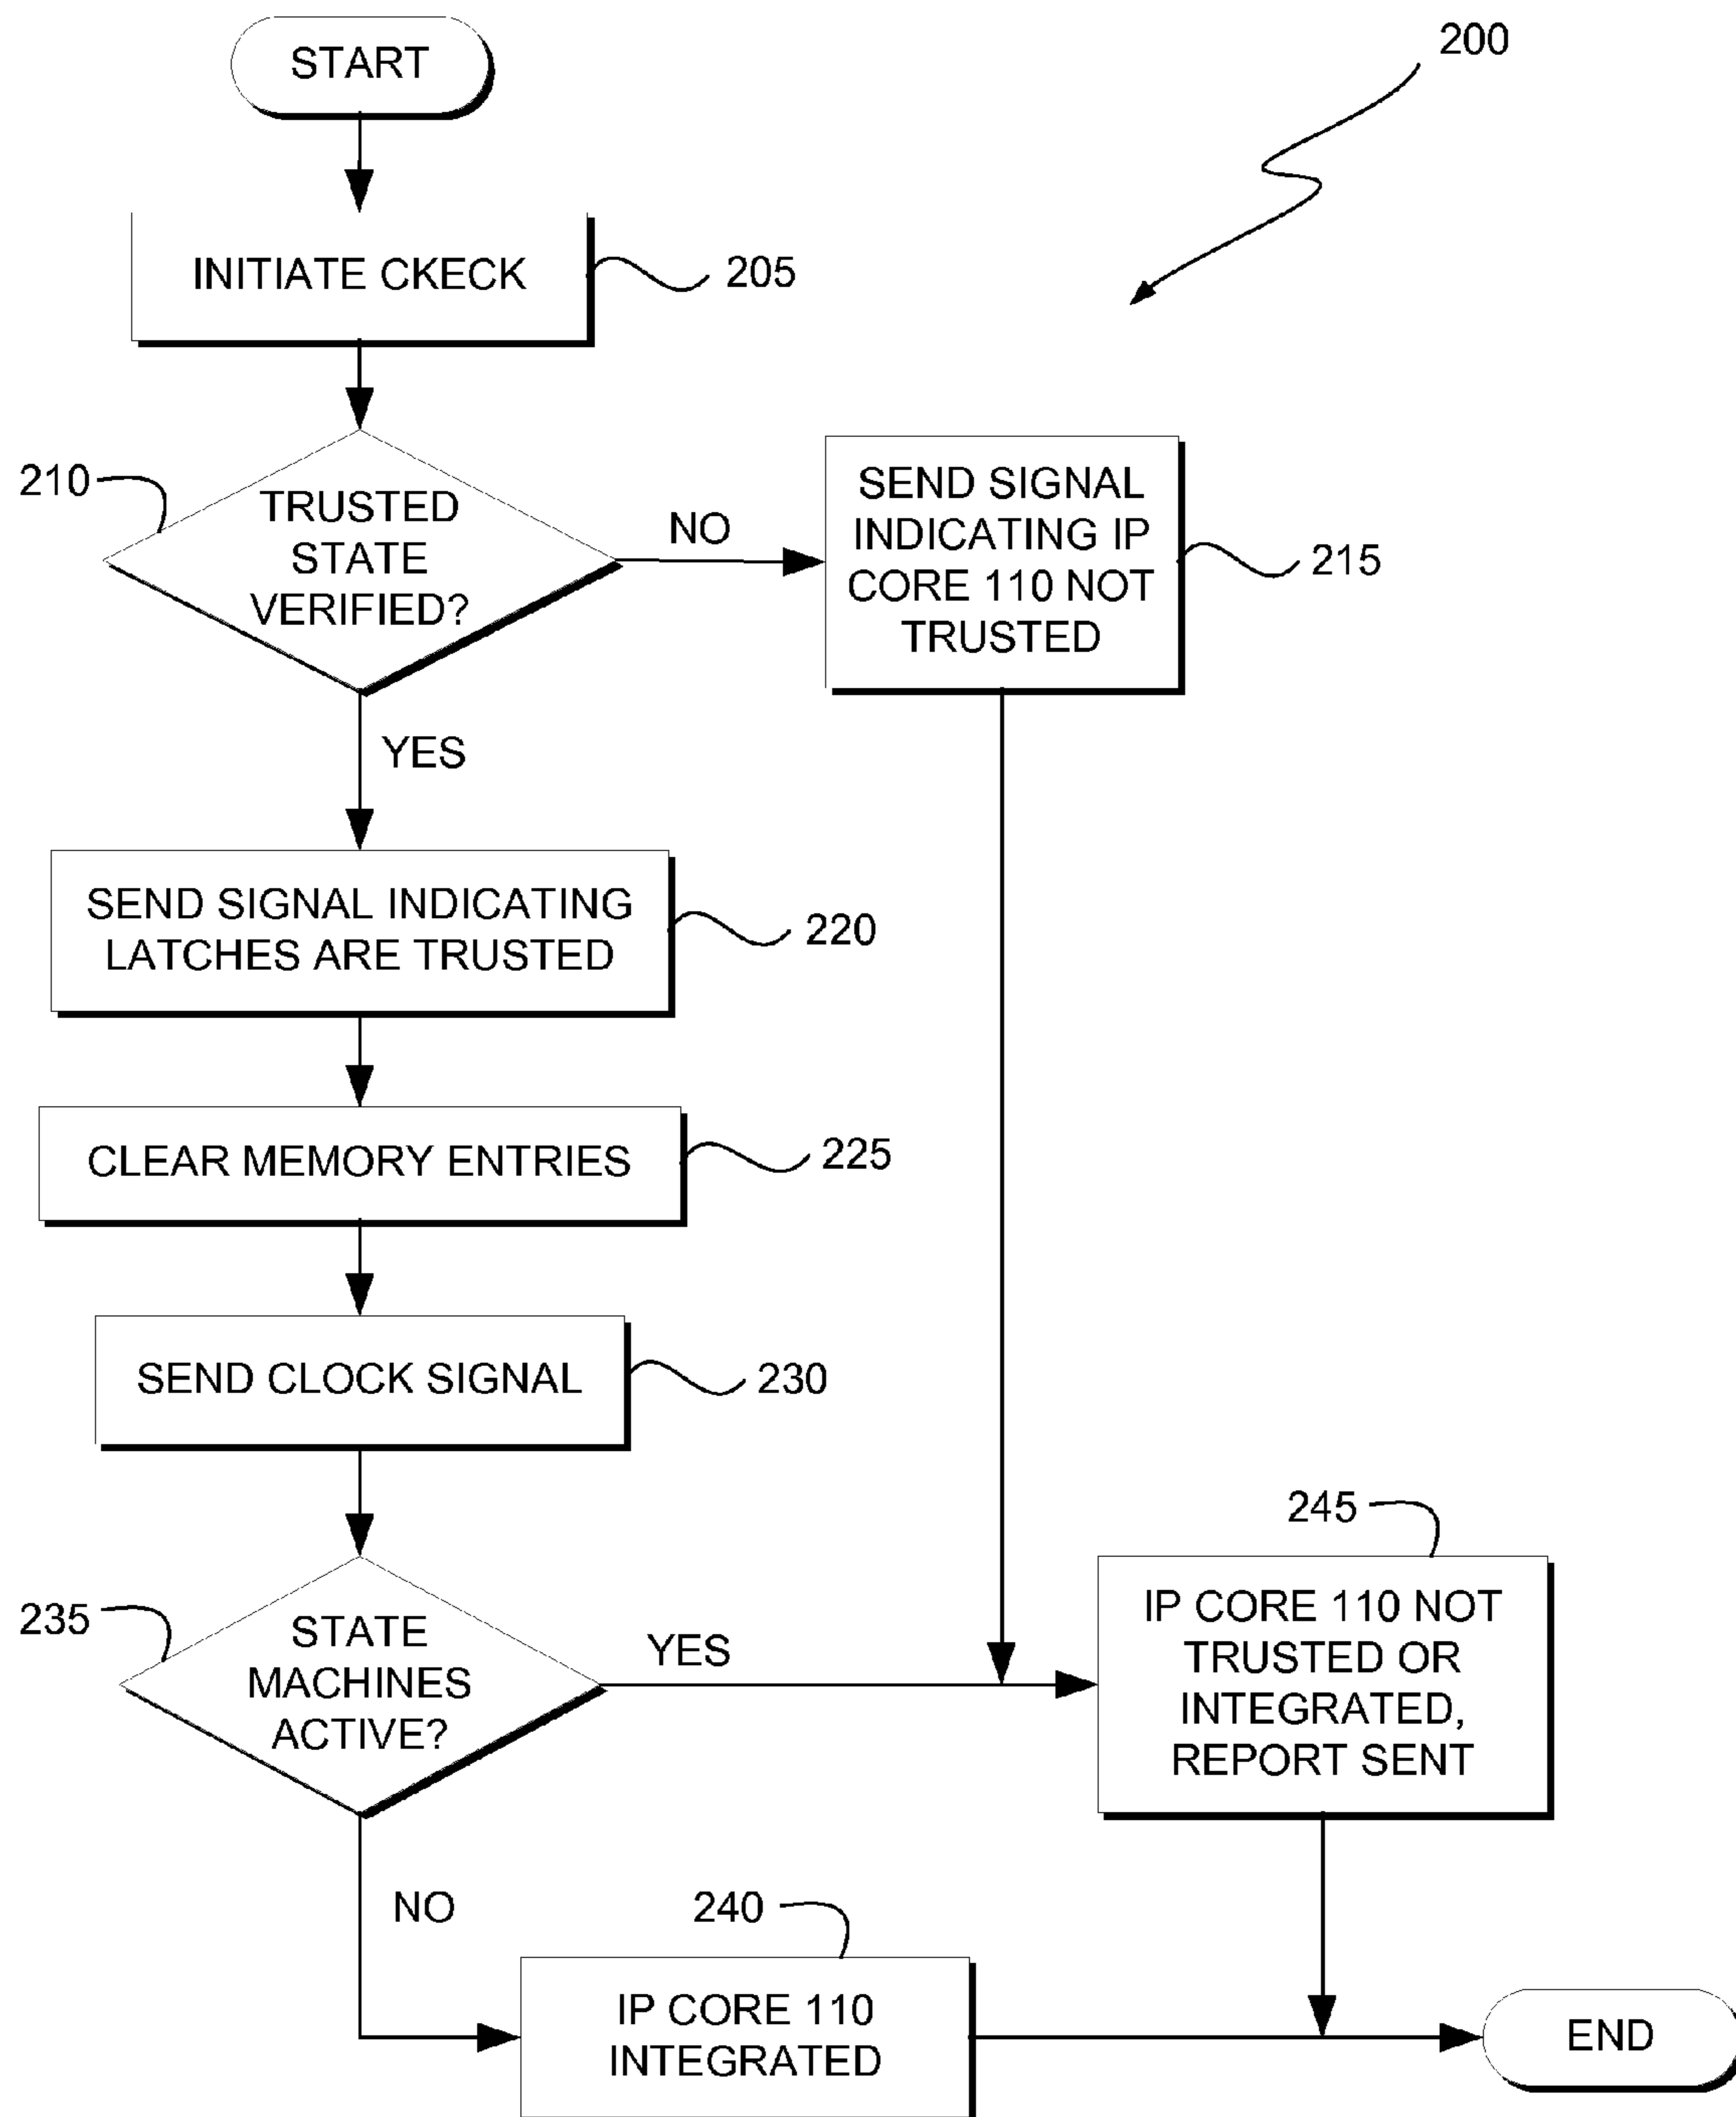 START
200
INITIATE CKECK
205
210
TRUSTED
STATE
VERIFIED?
NO
SEND SIGNAL
INDICATING IP
CORE 110 NOT
TRUSTED
215
YES
SEND SIGNAL INDICATING
LATCHES ARE TRUSTED
220
CLEAR MEMORY ENTRIES
225
SEND CLOCK SIGNAL
230
235
STATE
MACHINES
ACTIVE?
YES
245
IP CORE 110 NOT
TRUSTED OR
INTEGRATED,
REPORT SENT
NO
240
IP CORE 110
INTEGRATED
END